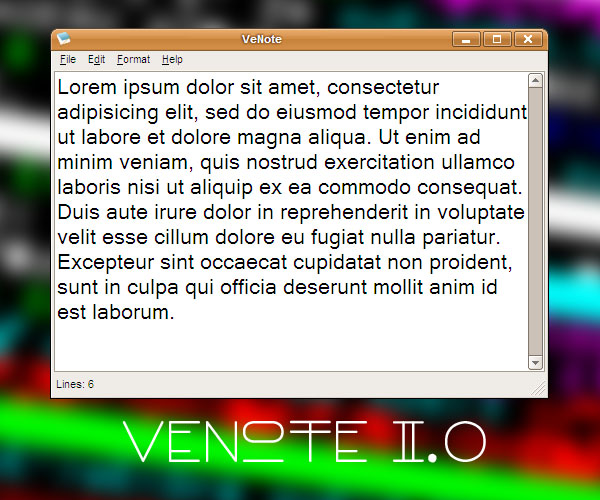 VeNote
File Edit Format Help
Lorem ipsum dolor sit amet, consectetur
adipisicing elit, sed do eiusmod tempor incididunt
ut labore et dolore magna aliqua. Ut enim ad
minim veniam, quis nostrud exercitation ullamco
laboris nisi ut aliquip ex ea commodo consequat.
Duis aute irure dolor in reprehenderit in voluptate
velit esse cillum dolore eu fugiat nulla pariatur.
Excepteur sint occaecat cupidatat non proident,
sunt in culpa qui officia deserunt mollit anim id
est laborum.
Lines: 6
VENOTE II.0